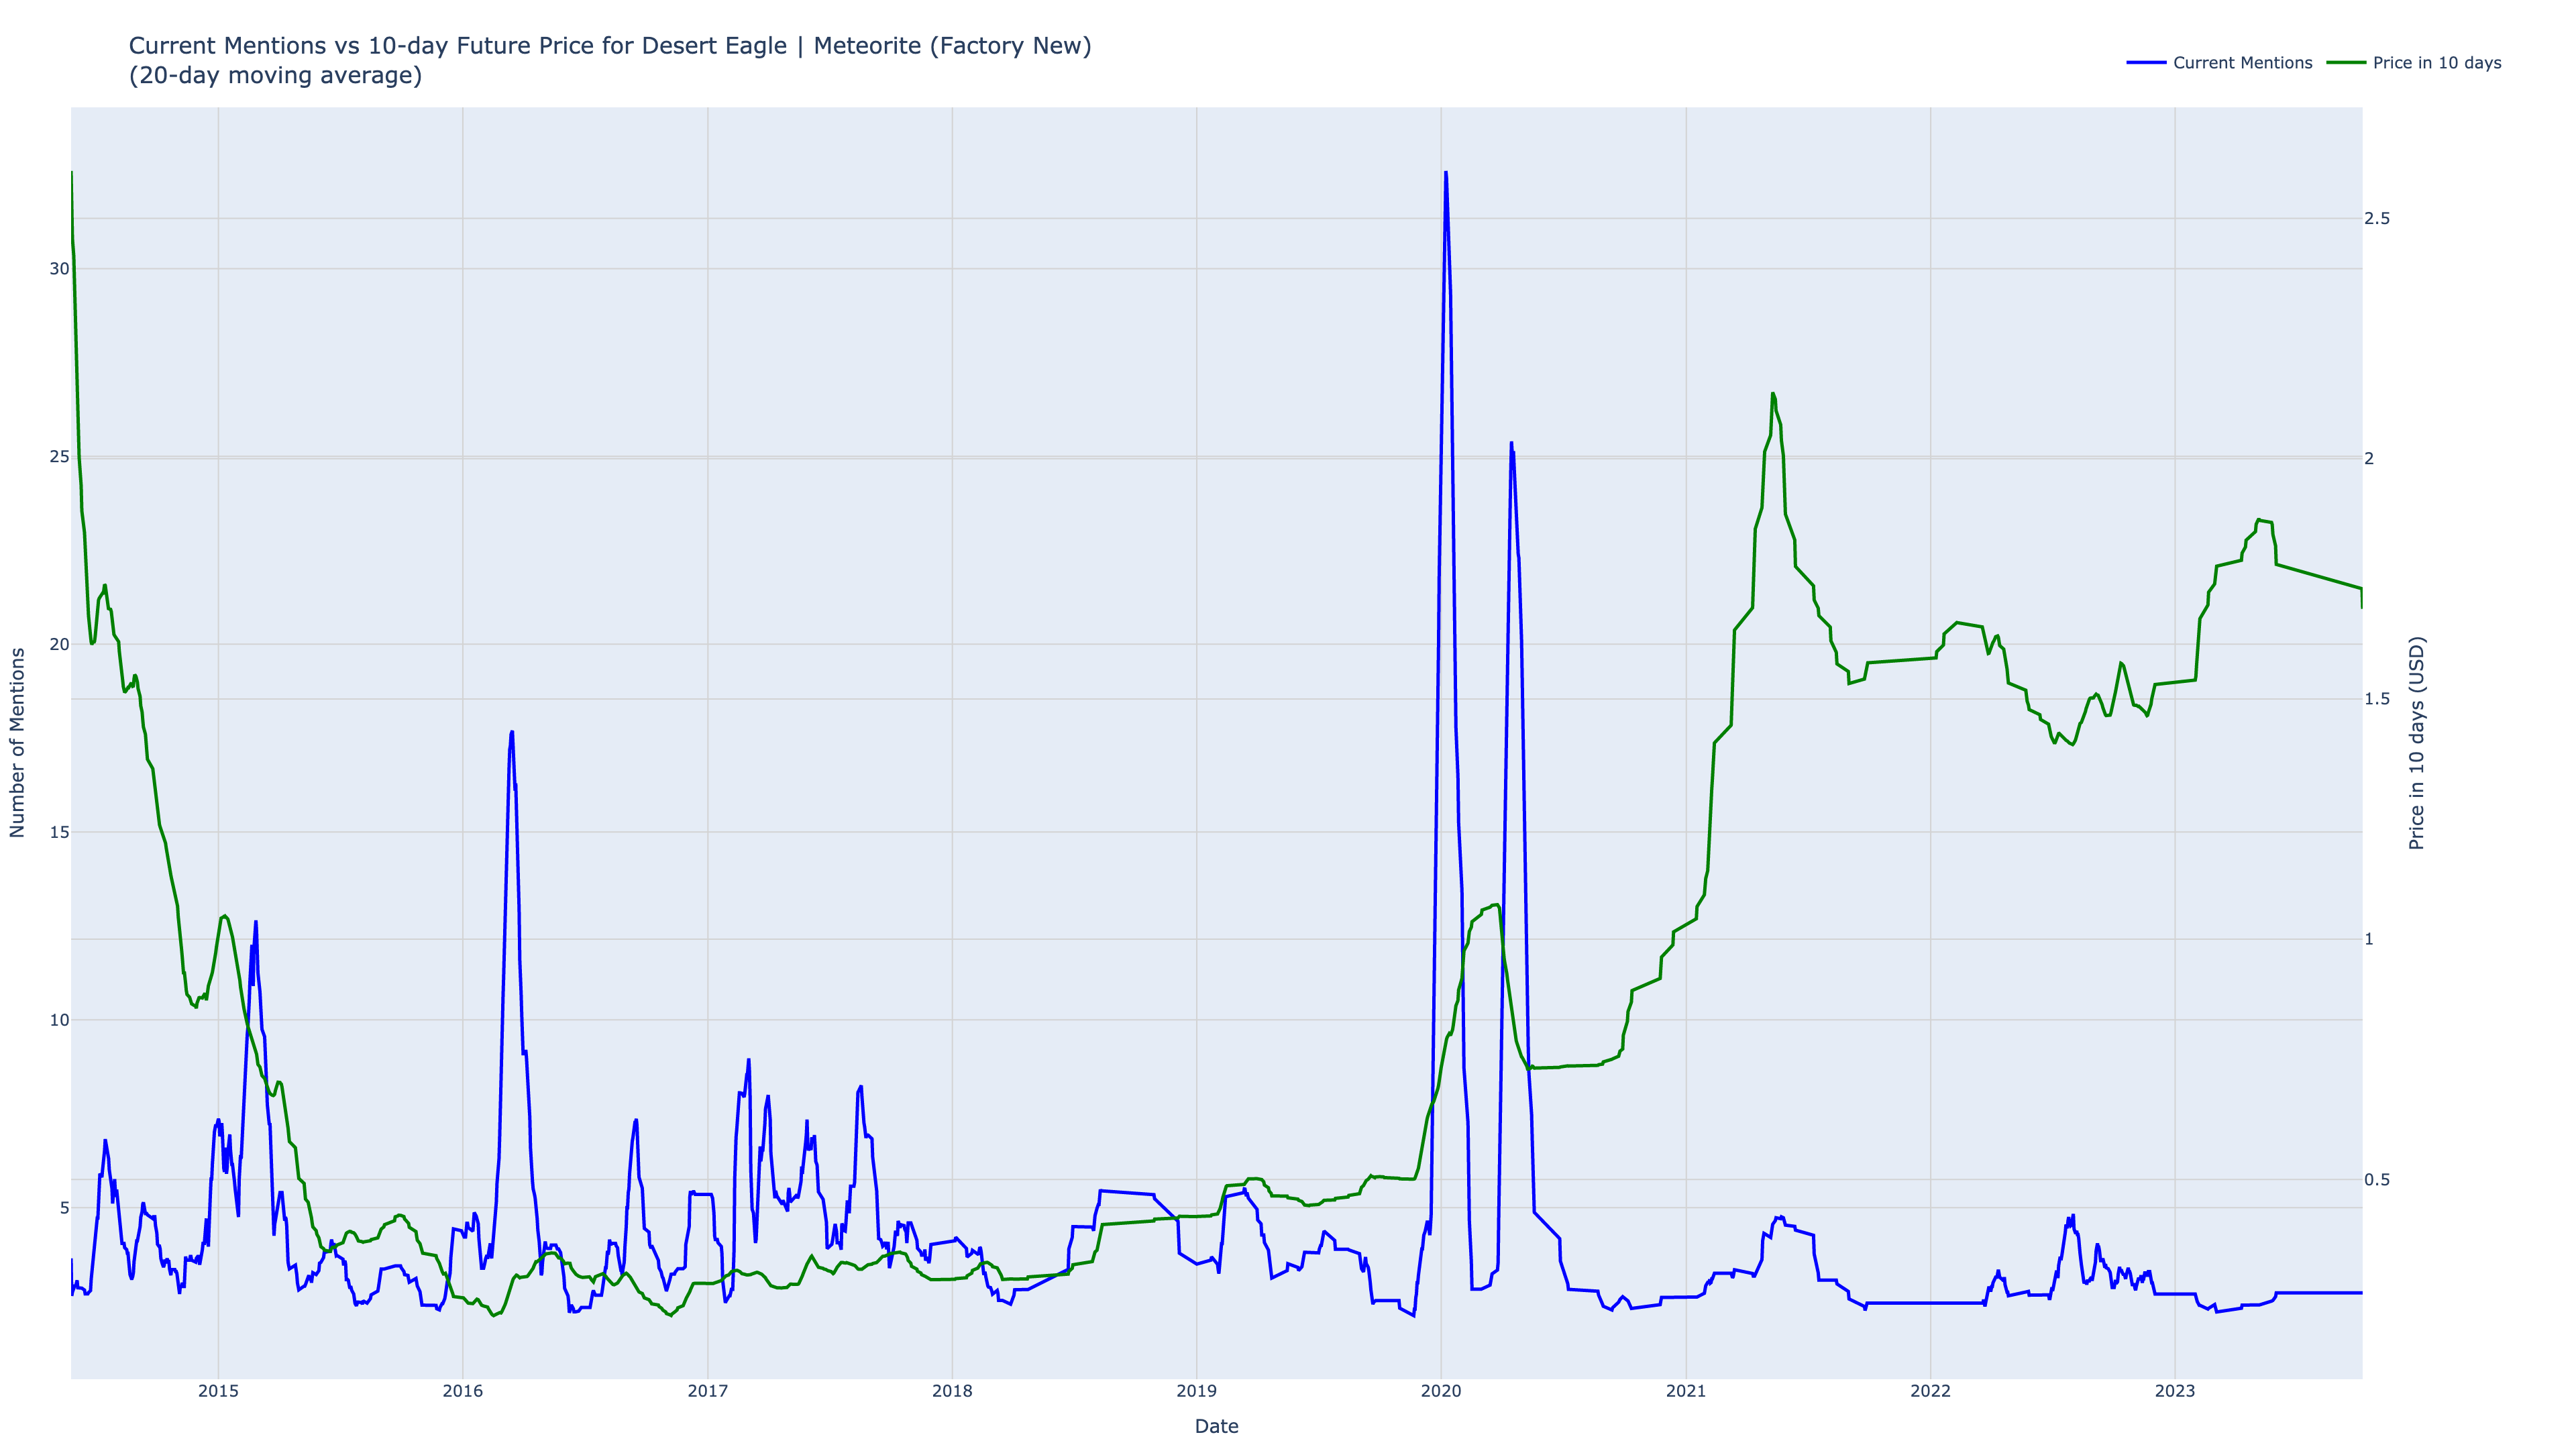 Current Mentions vs 10-day Future Price for Desert Eagle | Meteorite (Factory New)
(20-day moving average)
Current Mentions
Price in 10 days
Number of Mentions
30
25
20
15
10
5
2.5
2
1.5
1
0.5
Price in 10 days (USD)
2015
2016
2017
2018
2019
2020
2021
2022
2023
Date